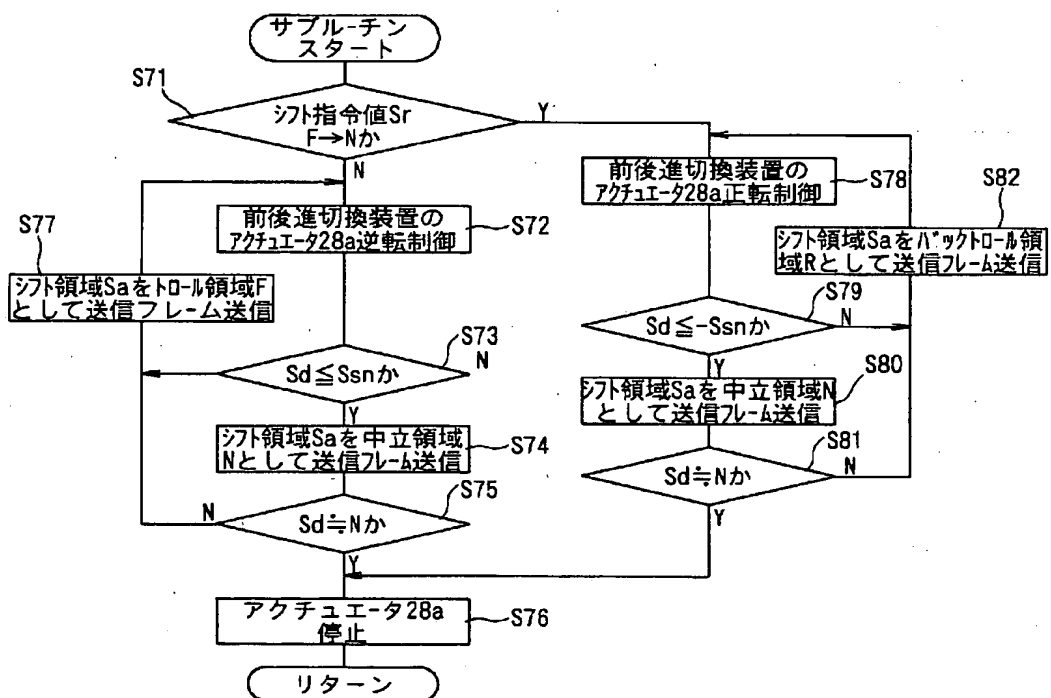 サブル-チン
スタート
S71
シフト指令値Sr
F→Nか
Y
N
前後進切換装置の
アクチュエータ28a逆転制御
S72
S77
シフト領域SaをトロールF領域F
として送信フレーム送信
S73
Sd≦Ssnか
N
Y
シフト領域Saを中立領域
Nとして送信フレーム送信
S74
S75
N
Sd≒Nか
Y
アクチュエータ28a
停止
S76
リターン
前後進切換装置の
アクチュエータ28a正転制御
S78
S82
シフト領域Saをバックトロール領
域Rとして送信フレーム送信
S79
Sd≦-Ssnか
N
Y
S80
シフト領域Saを中立領域N
として送信フレーム送信
S81
Sd≒Nか
N
Y